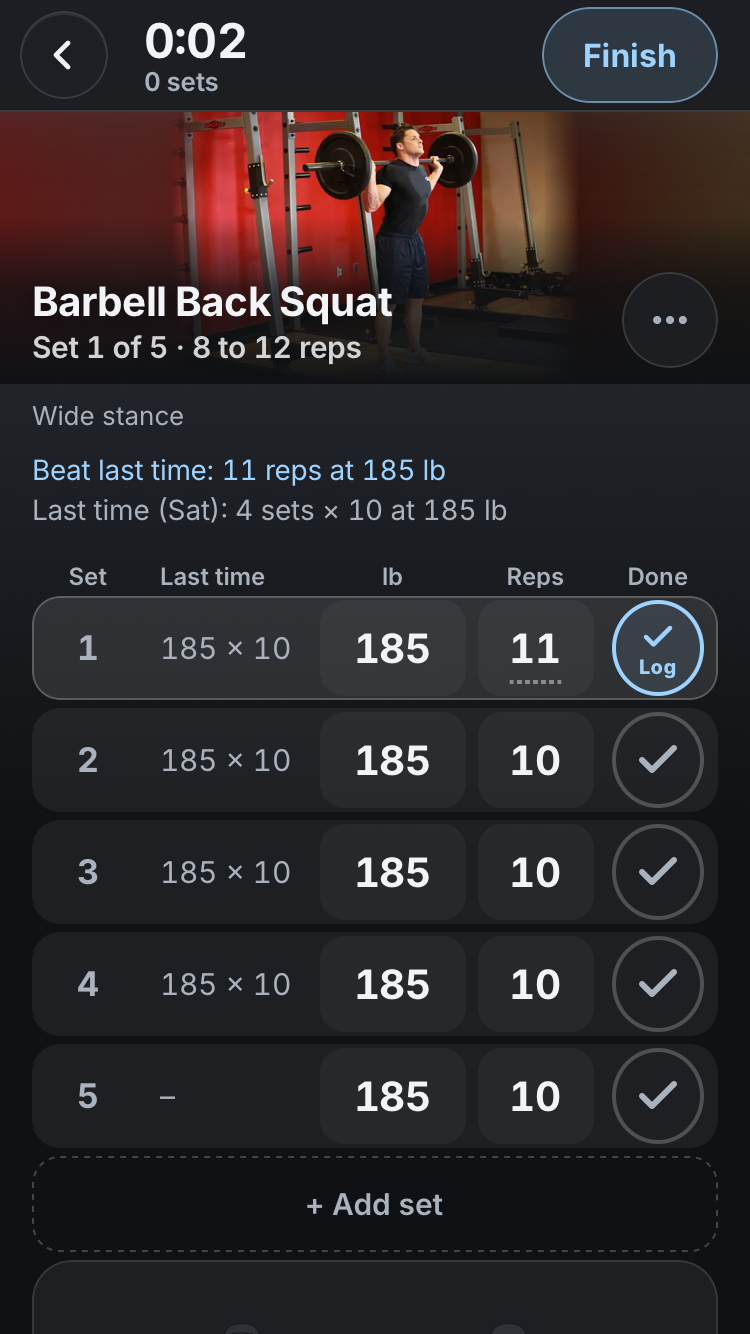 0:02
0 sets
Finish
Barbell Back Squat
Set 1 of 5 · 8 to 12 reps
Wide stance
Beat last time: 11 reps at 185 lb
Last time (Sat): 4 sets × 10 at 185 lb
Set Last time lb Reps Done
1 185 × 10 185 11 Log
2 185 × 10 185 10
3 185 × 10 185 10
4 185 × 10 185 10
5 – 185 10
+ Add set